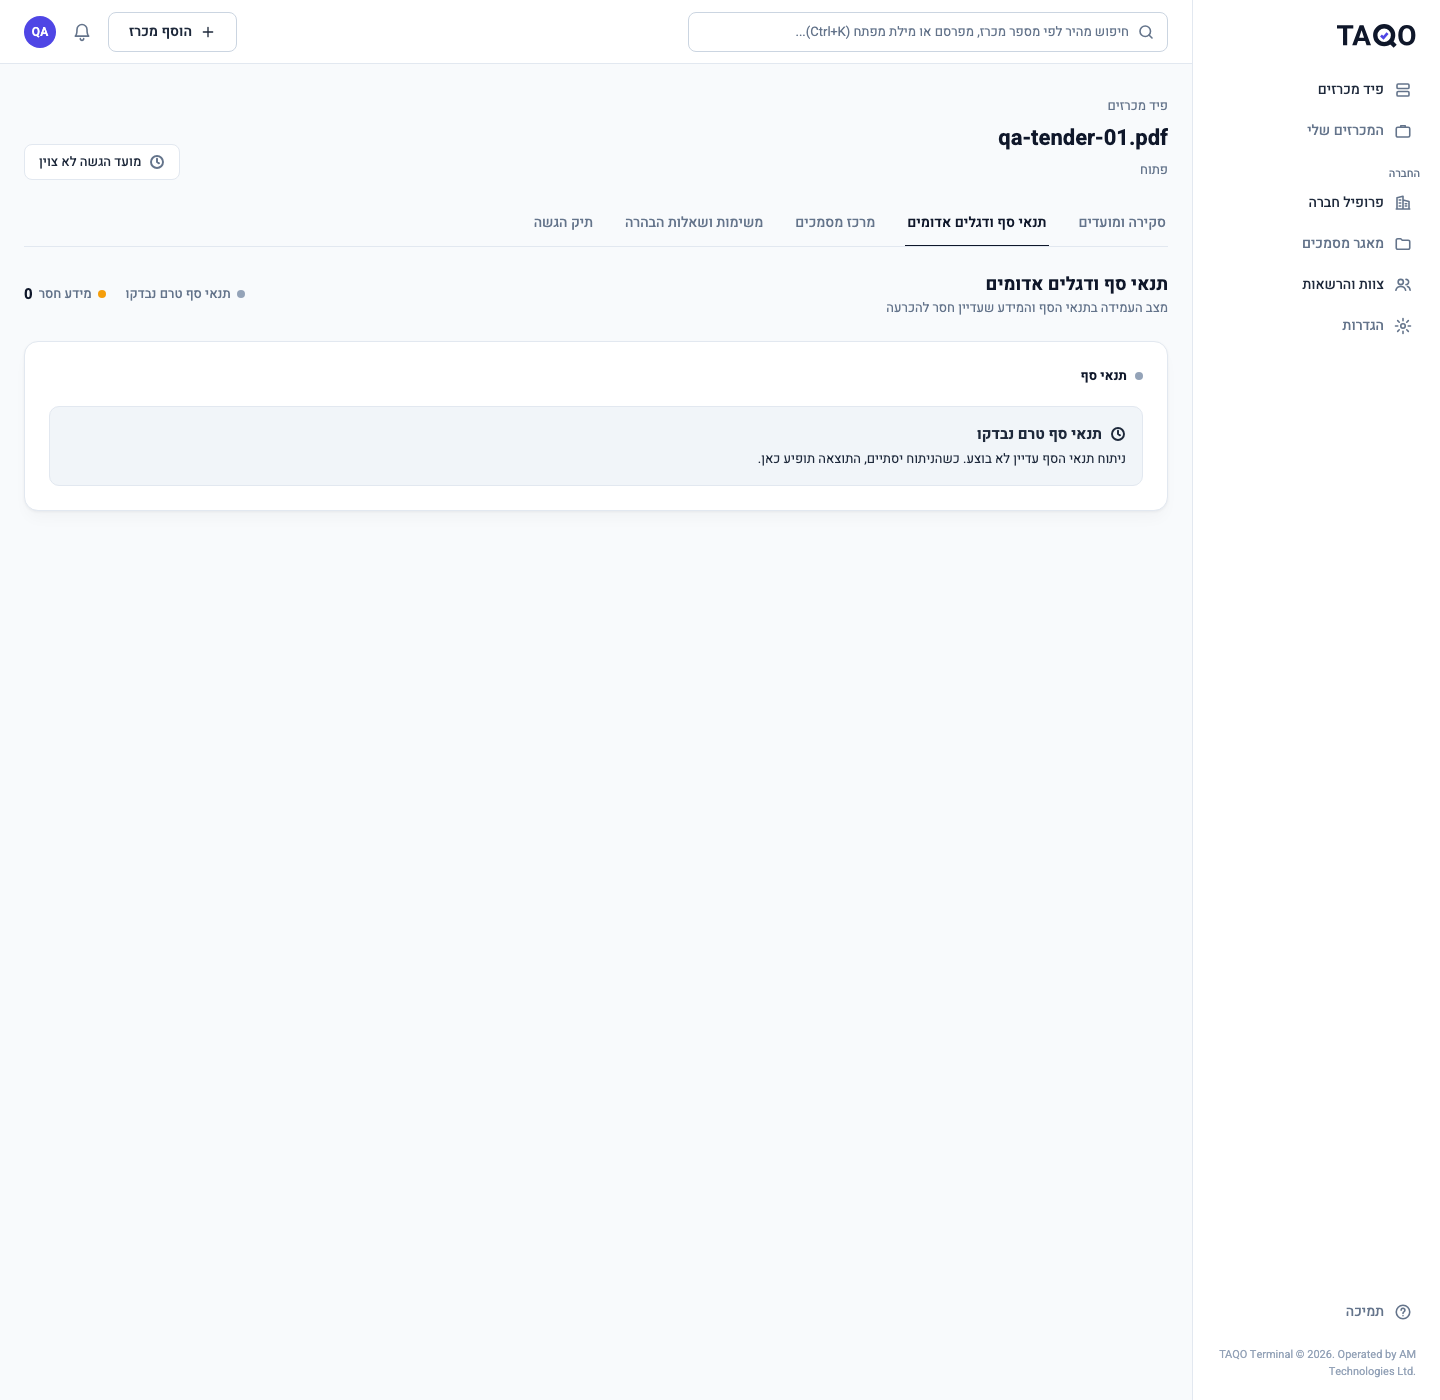 TAQO
פיד מכרזים
המכרזים שלי
החברה
פרופיל חברה
מאגר מסמכים
צוות והרשאות
הגדרות
תמיכה
TAQO Terminal © 2026. Operated by AM
Technologies Ltd.
חיפוש מהיר לפי מספר מכרז, מפרסם או מילת מפתח (Ctrl+K)...
הוסף מכרז
QA
פיד מכרזים
qa-tender-01.pdf
פתוח
מועד הגשה לא צוין
סקירה ומועדים
תנאי סף ודגלים אדומים
מרכז מסמכים
משימות ושאלות הבהרה
תיק הגשה
תנאי סף ודגלים אדומים
מצב העמידה בתנאי הסף והמידע שעדיין חסר להכרעה
תנאי סף טרם נבדקו
מידע חסר 0
תנאי סף
תנאי סף טרם נבדקו
ניתוח תנאי הסף עדיין לא בוצע. כשהניתוח יסתיים, התוצאה תופיע כאן.